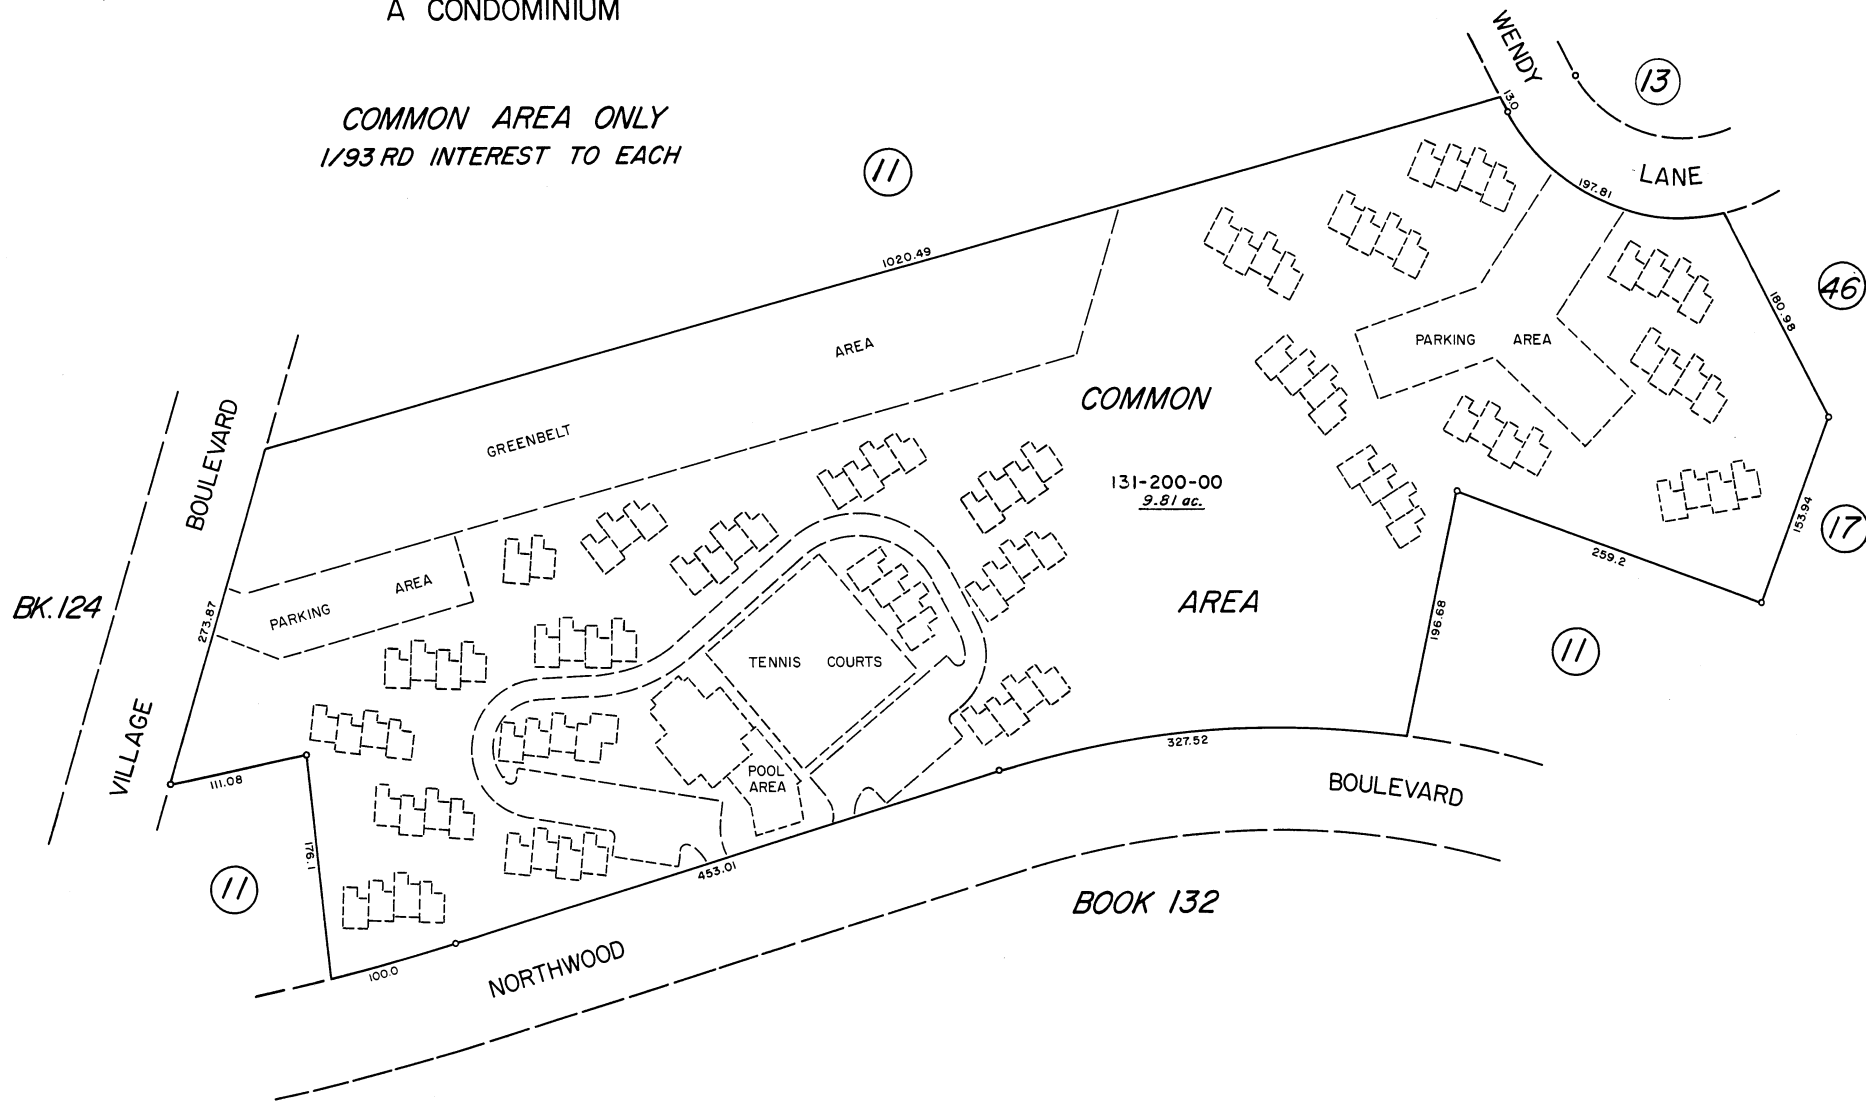 A CONDOMINIUM
COMMON AREA ONLY
1/93 RD INTEREST TO EACH
WENDY
LANE
13
13.0
11
197.81
1020.49
46
180.98
AREA
PARKING AREA
COMMON
GREENBELT
BOULEVARD
131-200-00
9.81 ac.
153.94
17
259.2
BK. 124
PARKING
AREA
273.87
AREA
196.68
11
TENNIS COURTS
VILLAGE
111.08
POOL
AREA
327.52
BOULEVARD
176.1
11
453.01
BOOK 132
100.0
NORTHWOOD